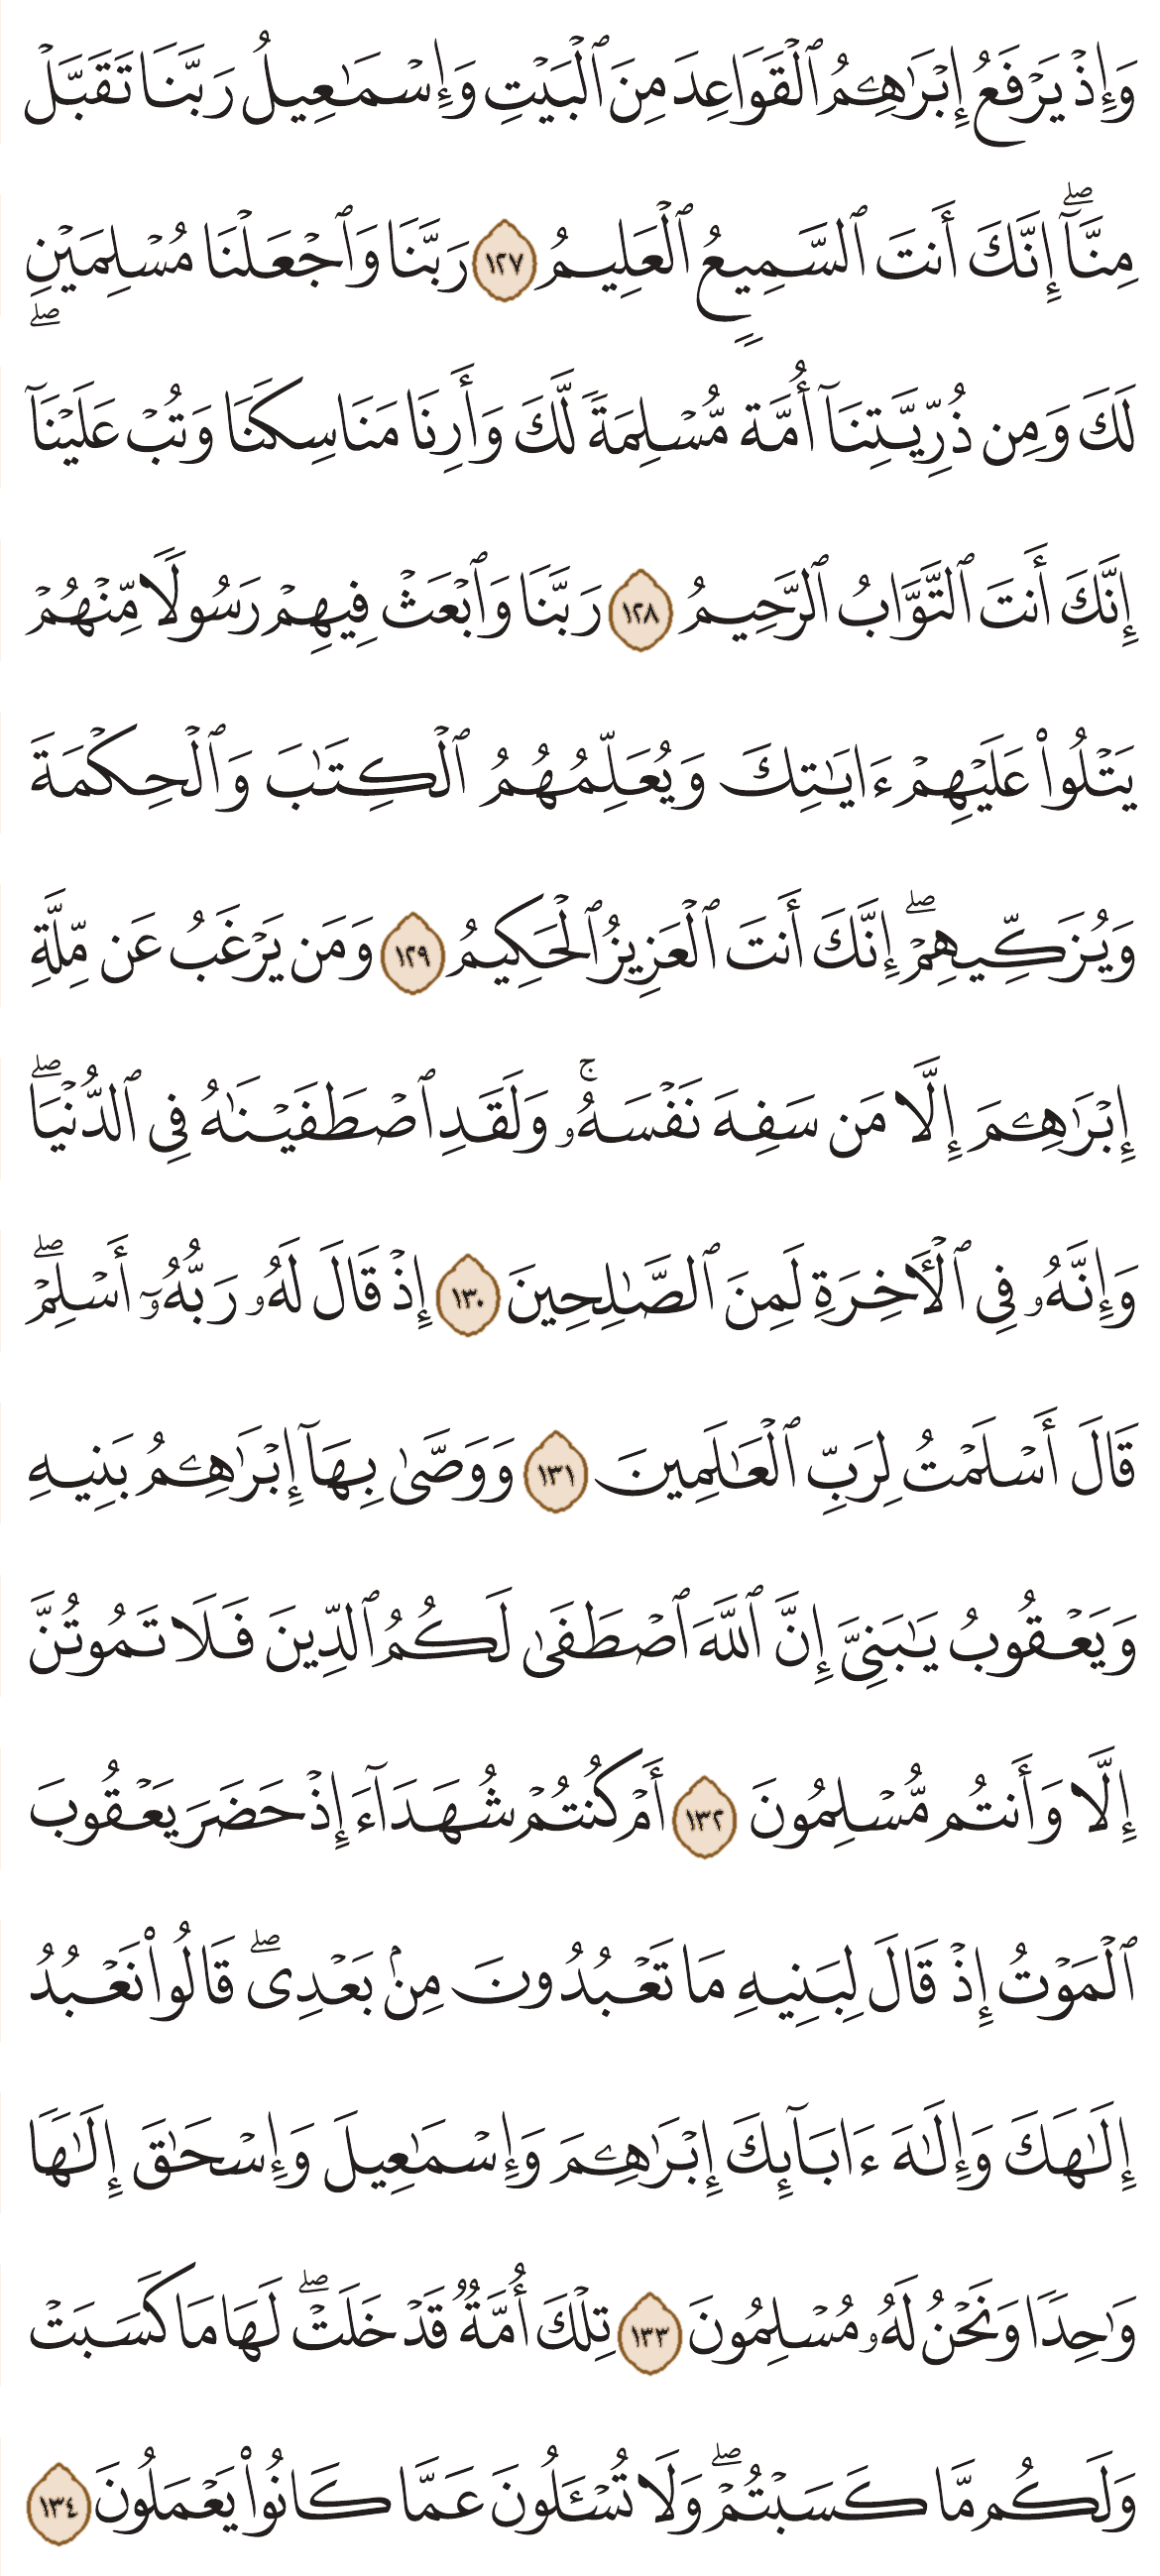 وَإِذۡ يَرۡفَعُ إِبۡرَٰهِـۧمُ ٱلۡقَوَاعِدَ مِنَ ٱلۡبَيۡتِ وَإِسۡمَٰعِيلُ رَبَّنَا تَقَبَّلۡ
مِنَّآۖ إِنَّكَ أَنتَ ٱلسَّمِيعُ ٱلۡعَلِيمُ ١٢٧ رَبَّنَا وَٱجۡعَلۡنَا مُسۡلِمَيۡنِ
لَكَ وَمِن ذُرِّيَّتِنَآ أُمَّةٗ مُّسۡلِمَةٗ لَّكَ وَأَرِنَا مَنَاسِكَنَا وَتُبۡ عَلَيۡنَآۖ
إِنَّكَ أَنتَ ٱلتَّوَّابُ ٱلرَّحِيمُ ١٢٨ رَبَّنَا وَٱبۡعَثۡ فِيهِمۡ رَسُولٗا مِّنۡهُمۡ
يَتۡلُواْ عَلَيۡهِمۡ ءَايَٰتِكَ وَيُعَلِّمُهُمُ ٱلۡكِتَٰبَ وَٱلۡحِكۡمَةَ
وَيُزَكِّيهِمۡۖ إِنَّكَ أَنتَ ٱلۡعَزِيزُ ٱلۡحَكِيمُ ١٢٩ وَمَن يَرۡغَبُ عَن مِّلَّةِ
إِبۡرَٰهِـۧمَ إِلَّا مَن سَفِهَ نَفۡسَهُۥۚ وَلَقَدِ ٱصۡطَفَيۡنَٰهُ فِي ٱلدُّنۡيَاۖ
وَإِنَّهُۥ فِي ٱلۡأٓخِرَةِ لَمِنَ ٱلصَّٰلِحِينَ ١٣٠ إِذۡ قَالَ لَهُۥ رَبُّهُۥٓ أَسۡلِمۡۖ
قَالَ أَسۡلَمۡتُ لِرَبِّ ٱلۡعَٰلَمِينَ ١٣١ وَوَصَّىٰ بِهَآ إِبۡرَٰهِـۧمُ بَنِيهِ
وَيَعۡقُوبُ يَٰبَنِيَّ إِنَّ ٱللَّهَ ٱصۡطَفَىٰ لَكُمُ ٱلدِّينَ فَلَا تَمُوتُنَّ
إِلَّا وَأَنتُم مُّسۡلِمُونَ ١٣٢ أَمۡ كُنتُمۡ شُهَدَآءَ إِذۡ حَضَرَ يَعۡقُوبَ
ٱلۡمَوۡتُ إِذۡ قَالَ لِبَنِيهِ مَا تَعۡبُدُونَ مِنۢ بَعۡدِيۖ قَالُواْ نَعۡبُدُ
إِلَٰهَكَ وَإِلَٰهَ ءَابَآئِكَ إِبۡرَٰهِـۧمَ وَإِسۡمَٰعِيلَ وَإِسۡحَٰقَ إِلَٰهٗا
وَٰحِدٗا وَنَحۡنُ لَهُۥ مُسۡلِمُونَ ١٣٣ تِلۡكَ أُمَّةٞ قَدۡ خَلَتۡۖ لَهَا مَا كَسَبَتۡ
وَلَكُم مَّا كَسَبۡتُمۡۖ وَلَا تُسۡـَٔلُونَ عَمَّا كَانُواْ يَعۡمَلُونَ ١٣٤